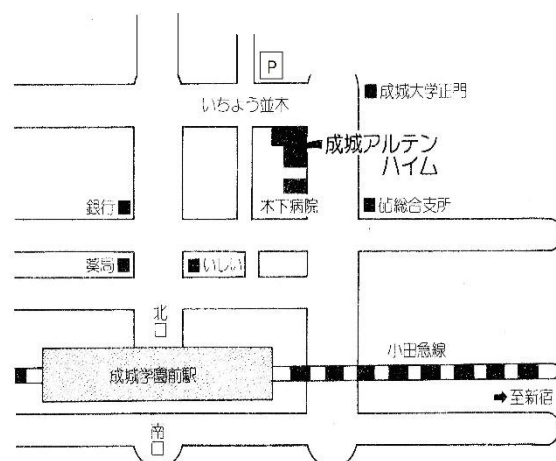 P
いちょう並木
成城大学正門
成城アルテン
ハイム
銀行
木下病院
砧総合支所
薬局
いしい
北口
小田急線
成城学園前駅
至新宿
南口